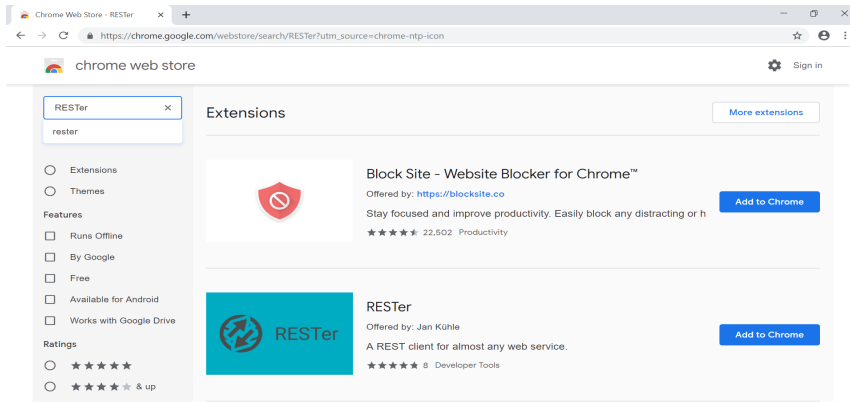 Chrome Web Store - RESTer
https://chrome.google.com/webstore/search/RESTer?utm_source=chrome-ntp-icon
chrome web store
Sign in
RESTer
rester
Extensions
Themes
Features
Runs Offline
By Google
Free
Available for Android
Works with Google Drive
Ratings
& up
Extensions
More extensions
Block Site - Website Blocker for Chrome™
Offered by: https://blocksite.co
Stay focused and improve productivity. Easily block any distracting or h
22,502 Productivity
Add to Chrome
RESTer
RESTer
Offered by: Jan Kühle
A REST client for almost any web service.
8 Developer Tools
Add to Chrome